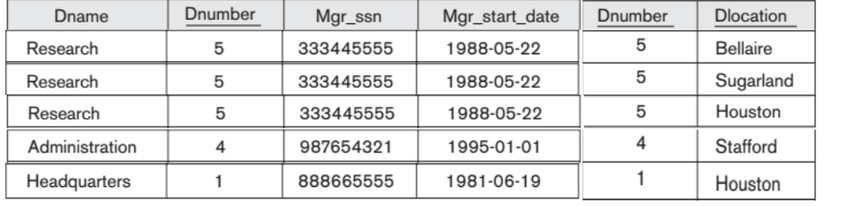 Dname Dnumber Mgr_ssn Mgr_start_date Dnumber Dlocation
Research 5 333445555 1988-05-22 5 Bellaire
Research 5 333445555 1988-05-22 5 Sugarland
Research 5 333445555 1988-05-22 5 Houston
Administration 4 987654321 1995-01-01 4 Stafford
Headquarters 1 888665555 1981-06-19 1 Houston